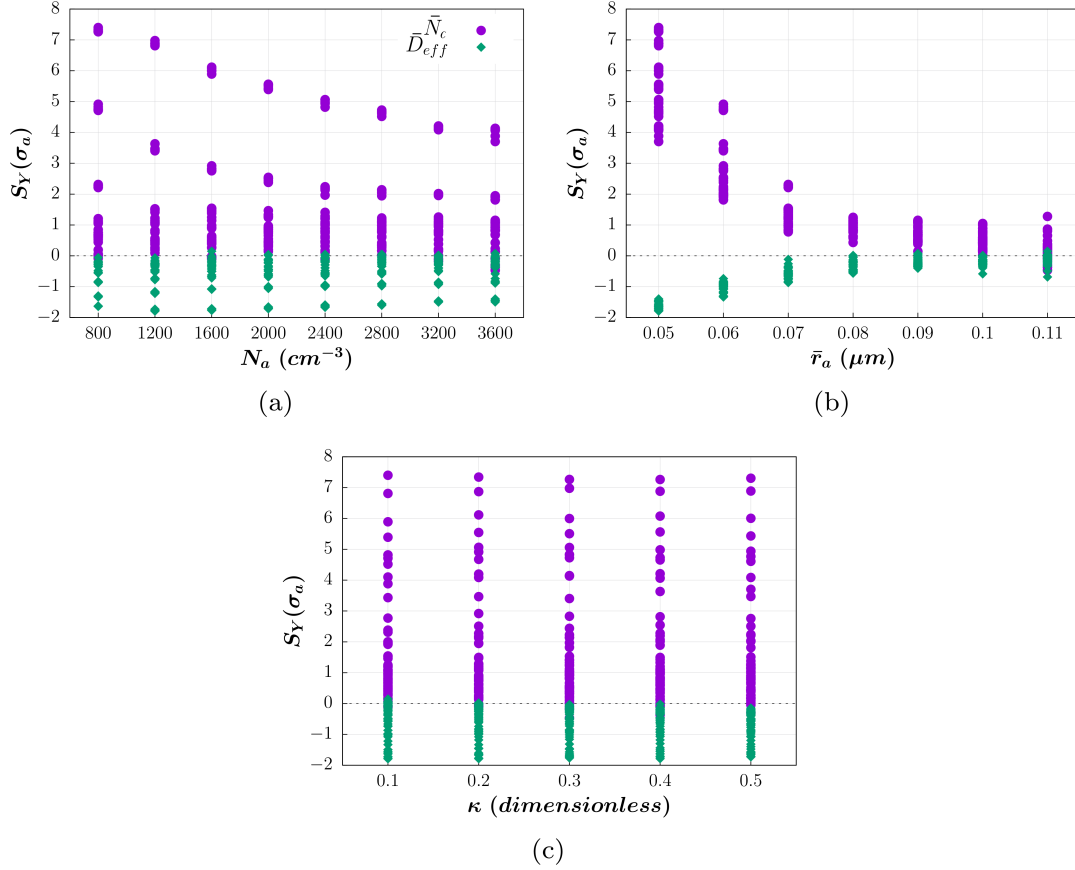 8
7
6
5
4
3
2
1
0
−1
−2
S_Y(σ_a)
N̄_c
D̄_eff
800 1200 1600 2000 2400 2800 3200 3600
N_a (cm⁻³)
(a)
8
7
6
5
4
3
2
1
0
−1
−2
S_Y(σ_a)
0.05 0.06 0.07 0.08 0.09 0.1 0.11
r̄_a (μm)
(b)
8
7
6
5
4
3
2
1
0
−1
−2
S_Y(σ_a)
0.1 0.2 0.3 0.4 0.5
κ (dimensionless)
(c)